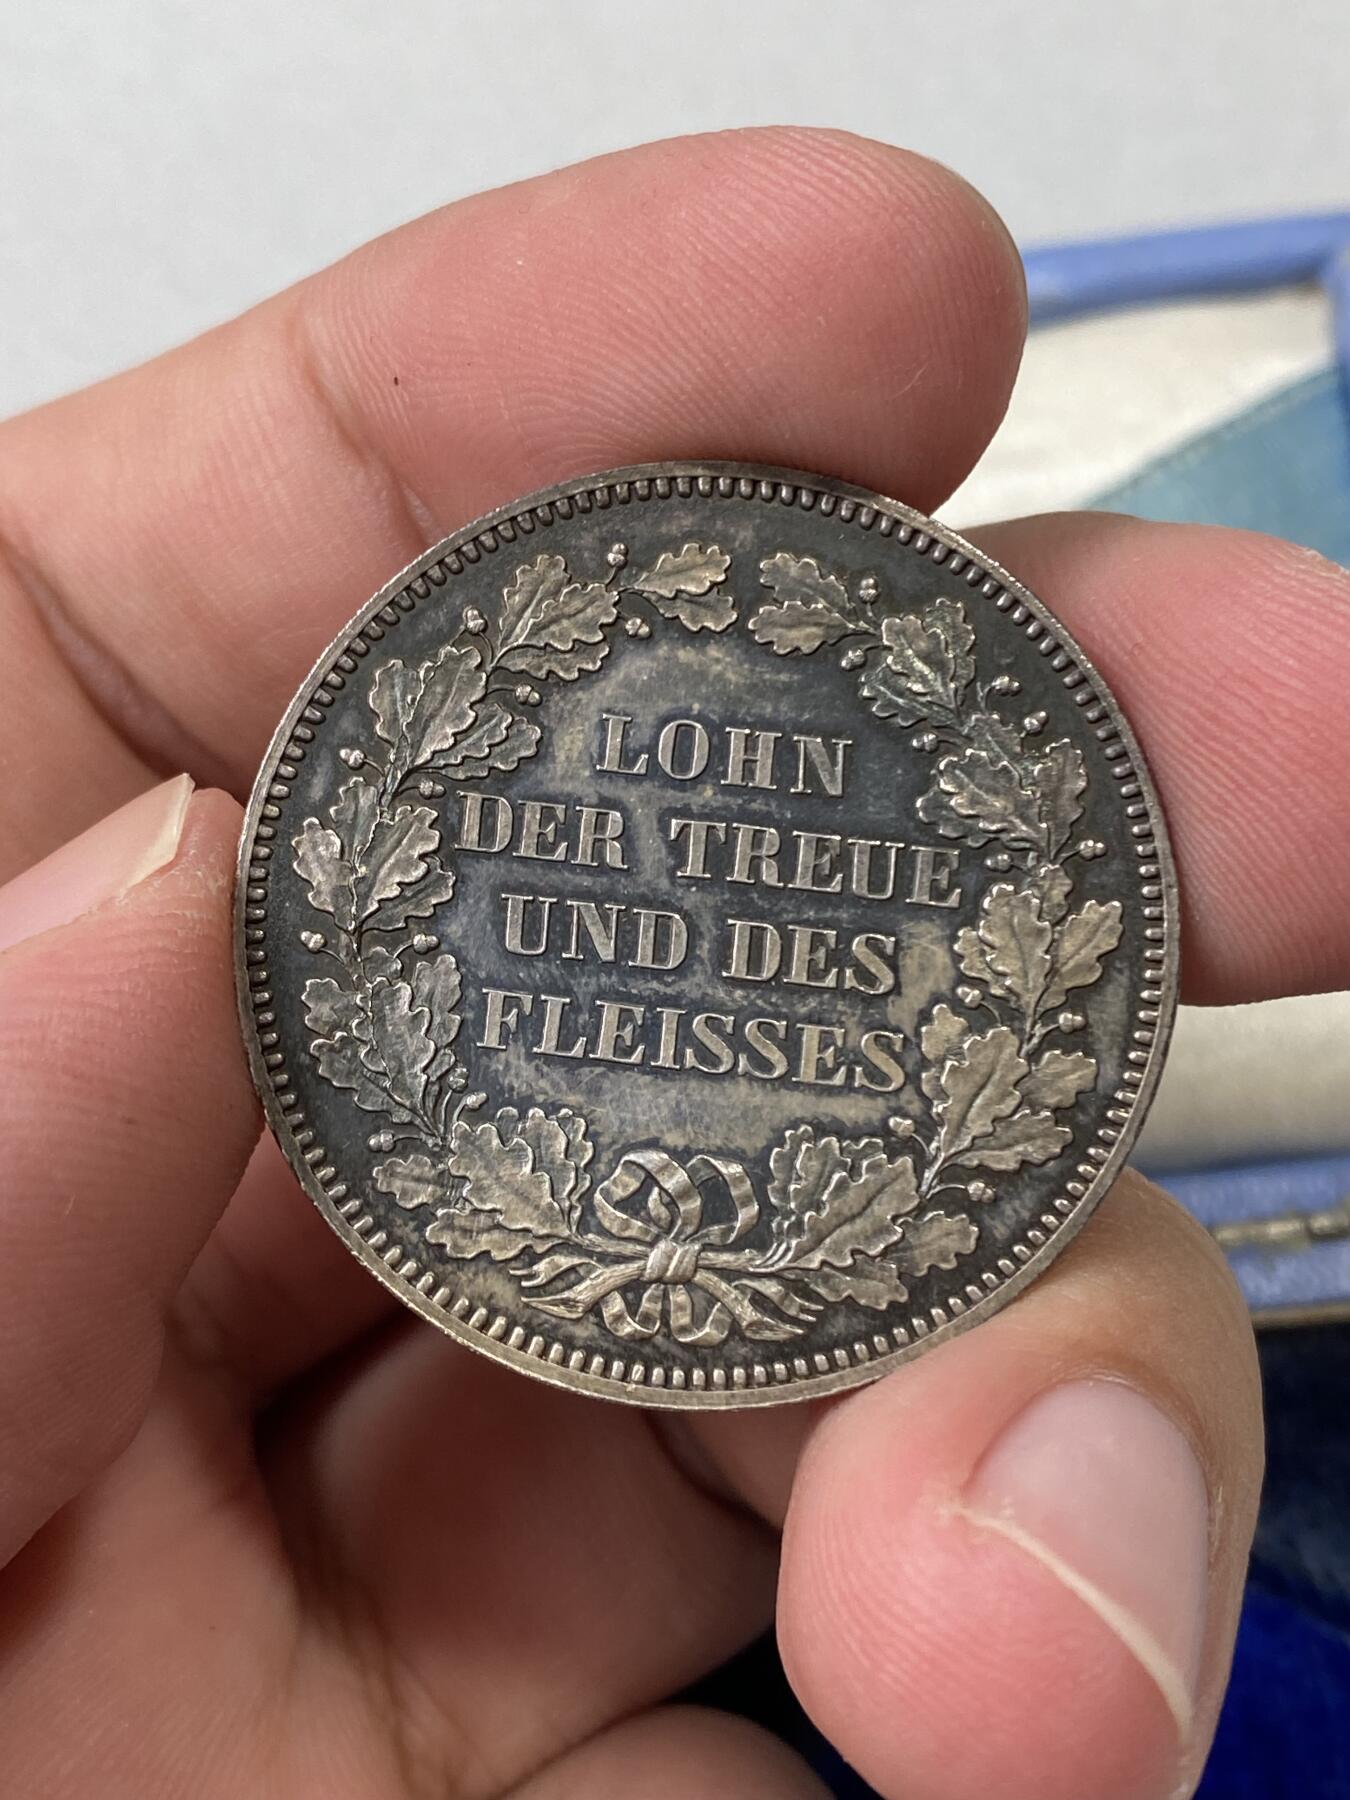 LOHN
DER TREUE
UND DES
FLEISSES